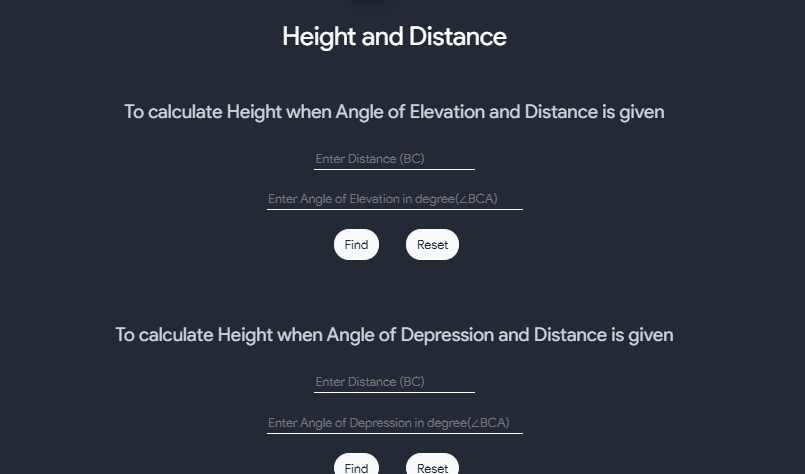 Height and Distance
To calculate Height when Angle of Elevation and Distance is given
Enter Distance (BC)
Enter Angle of Elevation in degree(∠BCA)
Find Reset
To calculate Height when Angle of Depression and Distance is given
Enter Distance (BC)
Enter Angle of Depression in degree(∠BCA)
Find Reset